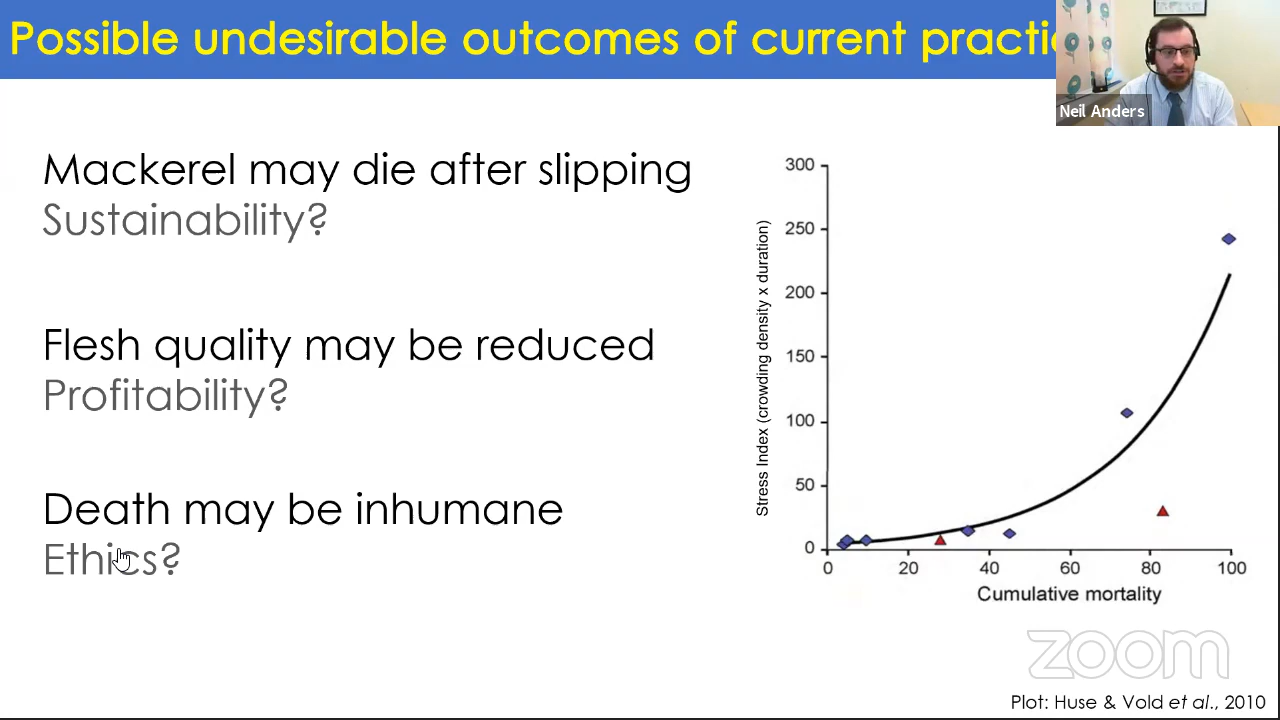 Possible undesirable outcomes of current practi
Neil Anders
Mackerel may die after slipping
Sustainability?
Flesh quality may be reduced
Profitability?
Death may be inhumane
Ethics?
Stress Index (crowding density x duration)
300
250
200
150
100
50
0
0 20 40 60 80 100
Cumulative mortality
zoom
Plot: Huse & Vold et al., 2010